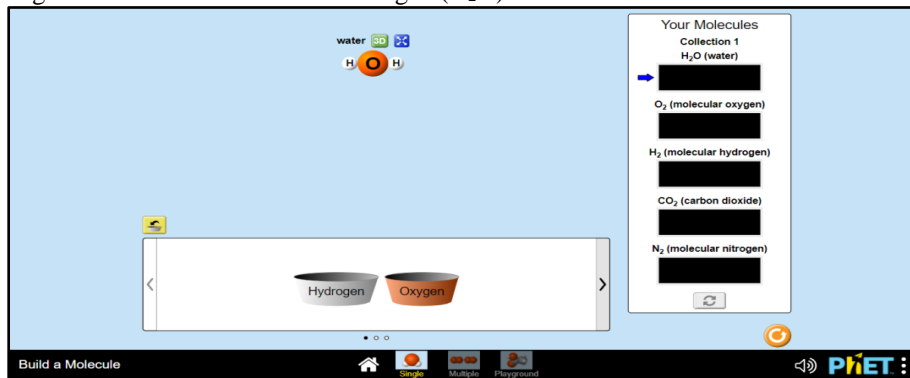 water 3D
H O H
Your Molecules
Collection 1
H₂O (water)
O₂ (molecular oxygen)
H₂ (molecular hydrogen)
CO₂ (carbon dioxide)
N₂ (molecular nitrogen)
Hydrogen Oxygen
Build a Molecule
Single Multiple Playground
PhET